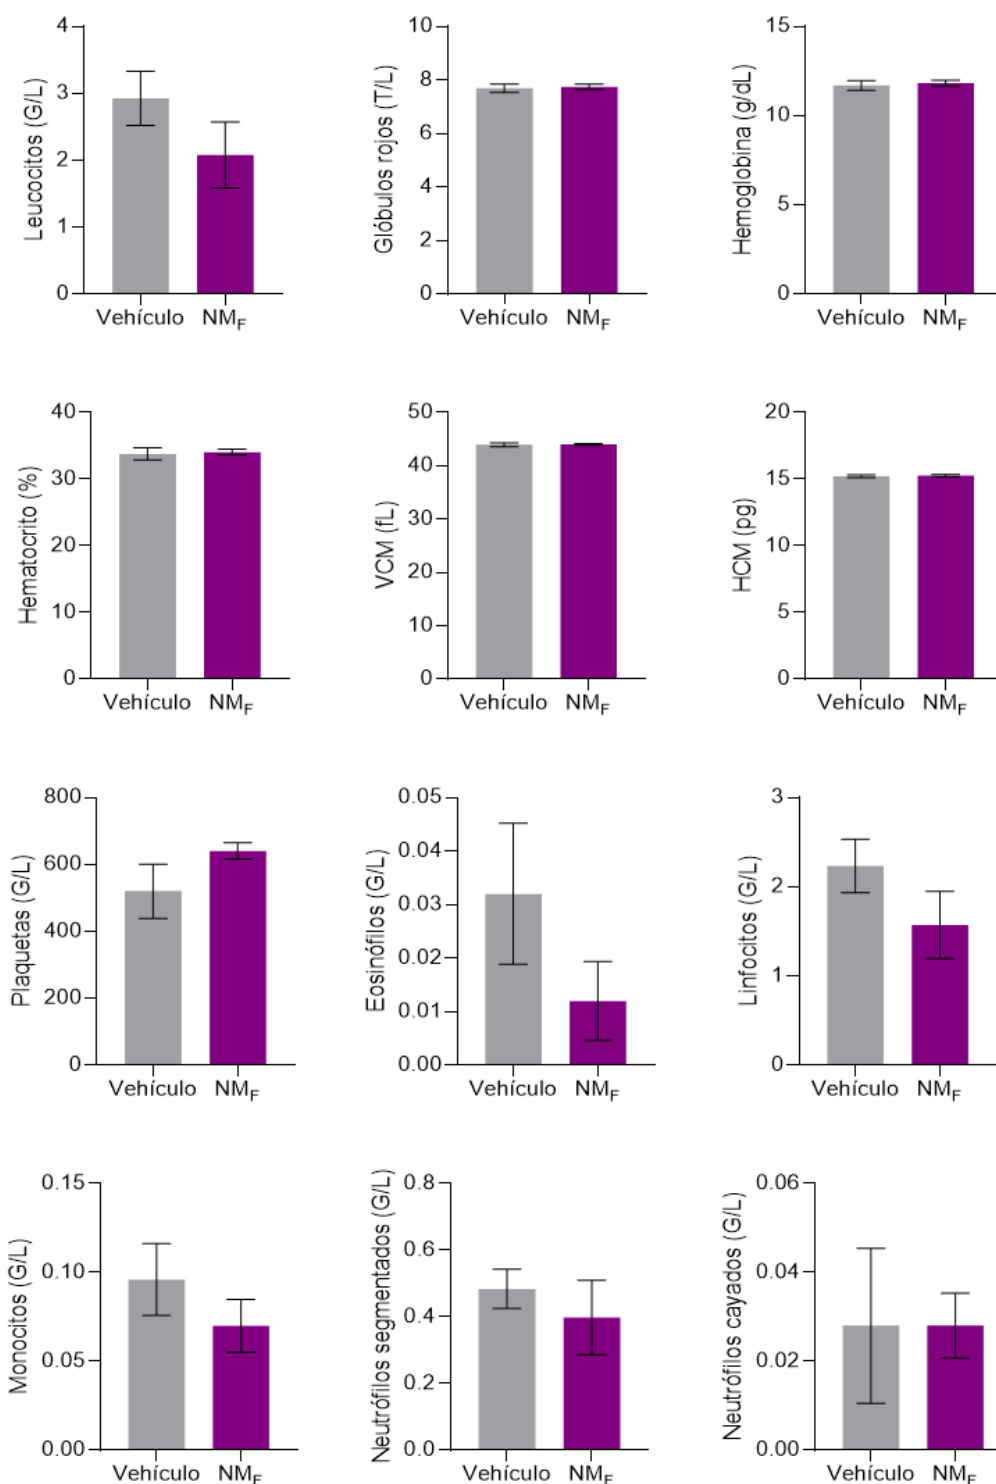 Leucocitos (G/L)
4
3
2
1
0
Vehículo NMF
Glóbulos rojos (T/L)
10
8
6
4
2
0
Vehículo NMF
Hemoglobina (g/dL)
15
10
5
0
Vehículo NMF
Hematocrito (%)
40
30
20
10
0
Vehículo NMF
VCM (fL)
50
40
30
20
10
0
Vehículo NMF
HCM (pg)
20
15
10
5
0
Vehículo NMF
Plaquetas (G/L)
800
600
400
200
0
Vehículo NMF
Eosinófilos (G/L)
0.05
0.04
0.03
0.02
0.01
0.00
Vehículo NMF
Linfocitos (G/L)
3
2
1
0
Vehículo NMF
Monocitos (G/L)
0.15
0.10
0.05
0.00
Vehículo NMF
Neutrófilos segmentados (G/L)
0.8
0.6
0.4
0.2
0.0
Vehículo NMF
Neutrófilos cayados (G/L)
0.06
0.04
0.02
0.00
Vehículo NMF